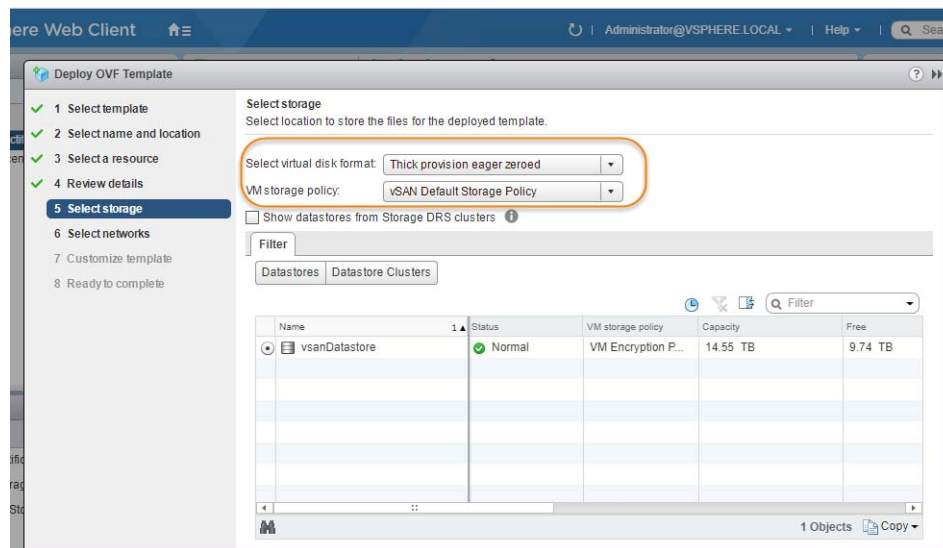 ere Web Client
Administrator@VSPHERE.LOCAL | Help | Sea
Deploy OVF Template
1 Select template
2 Select name and location
3 Select a resource
4 Review details
5 Select storage
6 Select networks
7 Customize template
8 Ready to complete
Select storage
Select location to store the files for the deployed template.
Select virtual disk format: Thick provision eager zeroed
VM storage policy: vSAN Default Storage Policy
Show datastores from Storage DRS clusters
Filter
Datastores Datastore Clusters
Filter
Name 1 Status VM storage policy Capacity Free
vsanDatastore Normal VM Encryption P... 14.55 TB 9.74 TB
1 Objects Copy